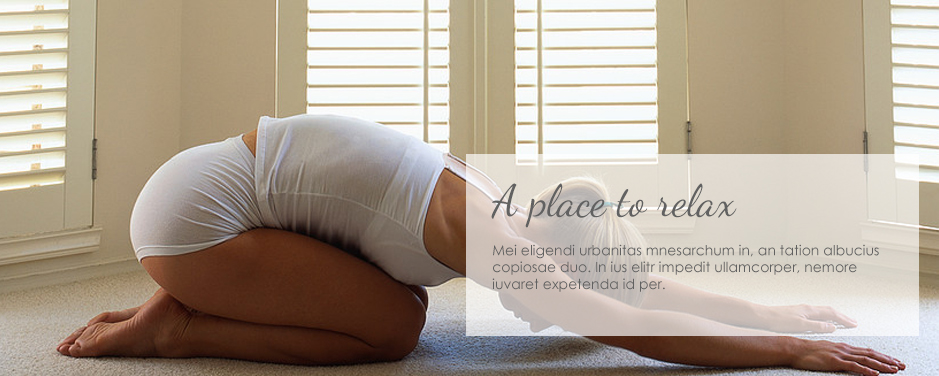 A place to relax
Mei eligendi urbanitas mnesarchum in, an tation albucius
copiosae duo. In ius elitr impedit ullamcorper, nemore
iuvaret expetenda id per.